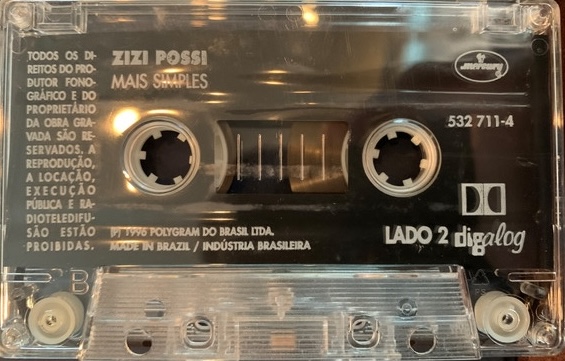 TODOS OS DI-
REITOS DO PRO-
DUTOR FONO-
GRÁFICO E DO
PROPRIETÁRIO
DA OBRA GRA-
VADA SÃO RE-
SERVADOS. A
REPRODUÇÃO,
A LOCAÇÃO,
EXECUÇÃO
PÚBLICA E RA-
DIOTELEDIFU-
SÃO ESTÃO
PROIBIDAS.
ZIZI POSSI
MAIS SIMPLES
mercury
532 711-4
(P) 1996 POLYGRAM DO BRASIL LTDA.
MADE IN BRAZIL / INDÚSTRIA BRASILEIRA
LADO 2 digalog
B
A